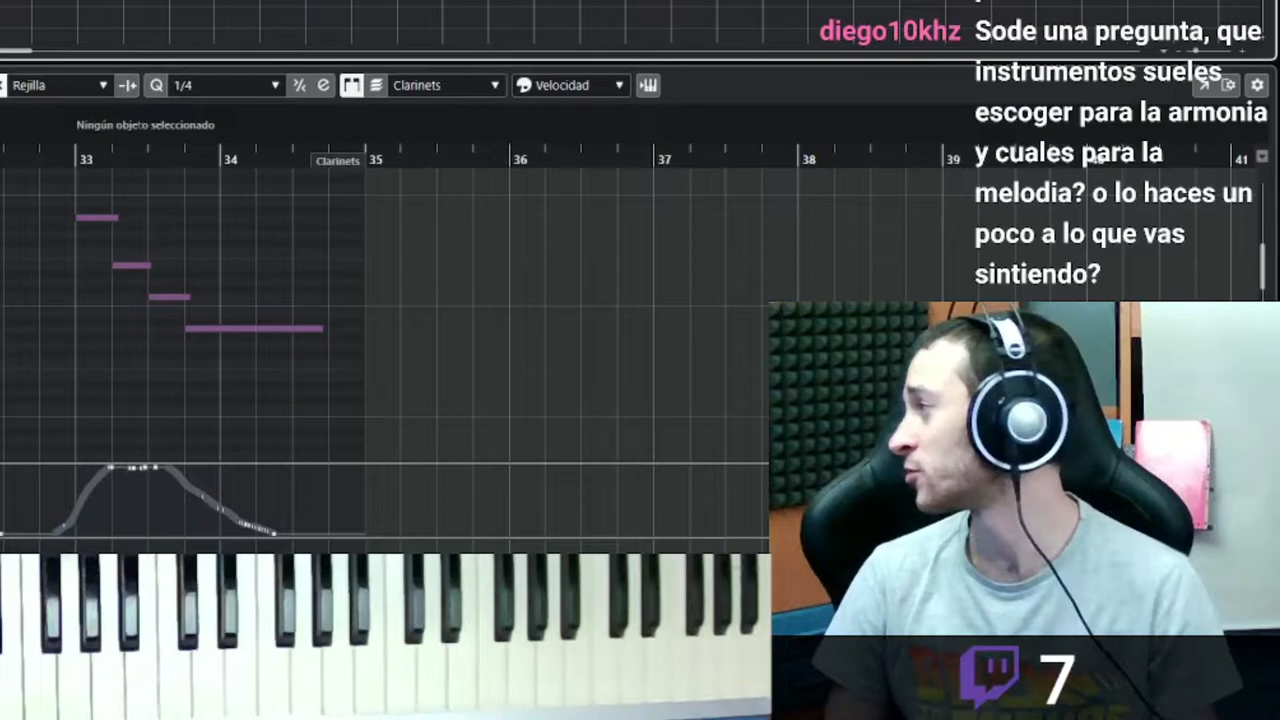 diego10khz Sode una pregunta, que
instrumentos sueles
escoger para la armonia
y cuales para la
melodia? o lo haces un
poco a lo que vas
sintiendo?
Rejilla
Q 1/4
Clarinets
Velocidad
Ningún objeto seleccionado
33 34 Clarinets 35 36 37 38 39 40 41
7